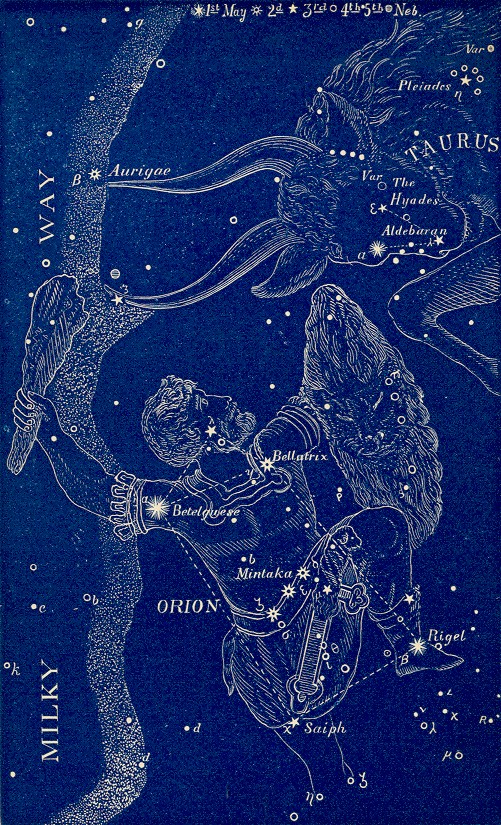 1st May 2d 3rd 4th 5th Neb.
g
Var
Pleiades
η
TAURUS
β Aurigae
Var
The
Hyades
ε
Aldebaran
α
λ
ζ
WAY
Bellatrix
γ
α
Betelguese
b
Mintaka
ε
ζ
ORION
σ
c
b
ι
Rigel
β
k
MILKY
χ Saiph
d
d
ι
ν
χ
λ
R.
μ
η
ζ